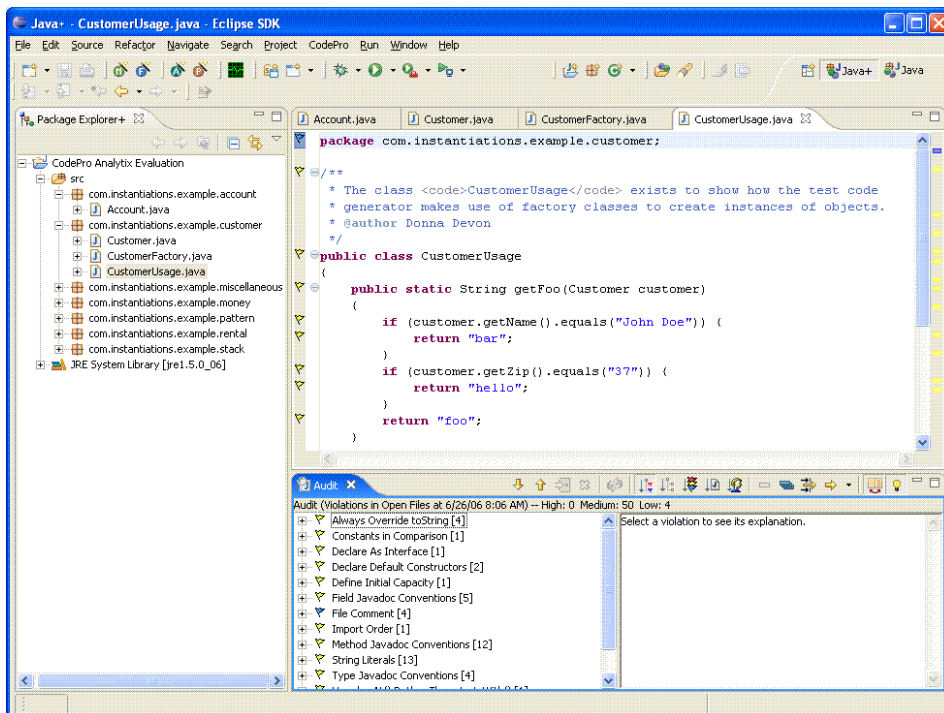 Java+ - CustomerUsage.java - Eclipse SDK
File Edit Source Refactor Navigate Search Project CodePro Run Window Help
Java+ Java
Package Explorer+
CodePro Analytix Evaluation
src
com.instantiations.example.account
Account.java
com.instantiations.example.customer
Customer.java
CustomerFactory.java
CustomerUsage.java
com.instantiations.example.miscellaneous
com.instantiations.example.money
com.instantiations.example.pattern
com.instantiations.example.rental
com.instantiations.example.stack
JRE System Library [jre1.5.0_06]
Account.java Customer.java CustomerFactory.java CustomerUsage.java
package com.instantiations.example.customer;
/**
* The class <code>CustomerUsage</code> exists to show how the test code
* generator makes use of factory classes to create instances of objects.
* @author Donna Devon
*/
public class CustomerUsage
{
public static String getFoo(Customer customer)
{
if (customer.getName().equals("John Doe")) {
return "bar";
}
if (customer.getZip().equals("37")) {
return "hello";
}
return "foo";
}
Audit
Audit (Violations in Open Files at 6/26/06 8:06 AM) -- High: 0 Medium: 50 Low: 4
Always Override toString [4]
Constants in Comparison [1]
Declare As Interface [1]
Declare Default Constructors [2]
Define Initial Capacity [1]
Field Javadoc Conventions [5]
File Comment [4]
Import Order [1]
Method Javadoc Conventions [12]
String Literals [13]
Type Javadoc Conventions [4]
Select a violation to see its explanation.